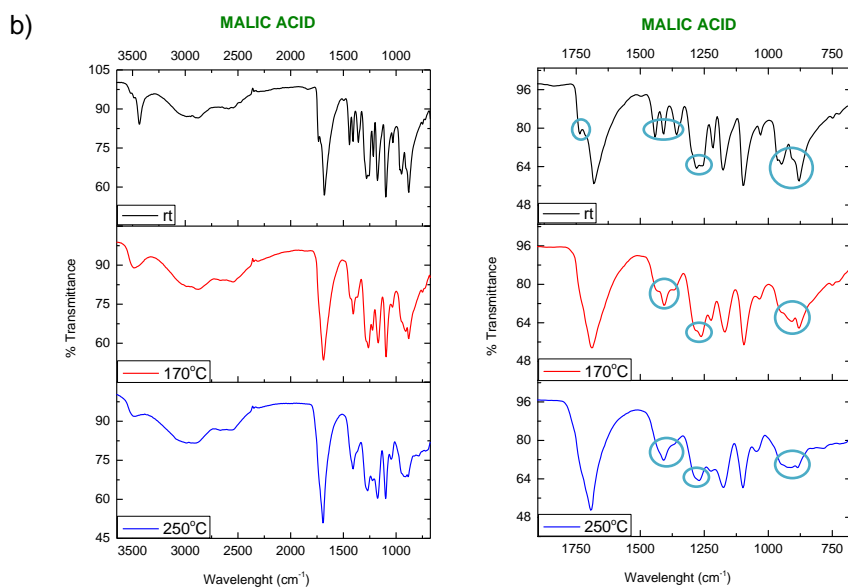 b)
MALIC ACID
3500 3000 2500 2000 1500 1000
105
90
75
60
rt
90
75
60
170°C
90
75
60
250°C
3500 3000 2500 2000 1500 1000
% Transmittance
Wavelenght (cm-1)
MALIC ACID
1750 1500 1250 1000 750
96
80
64
48
rt
96
80
64
48
170°C
96
80
64
48
250°C
1750 1500 1250 1000 750
% Transmittance
Wavelenght (cm-1)